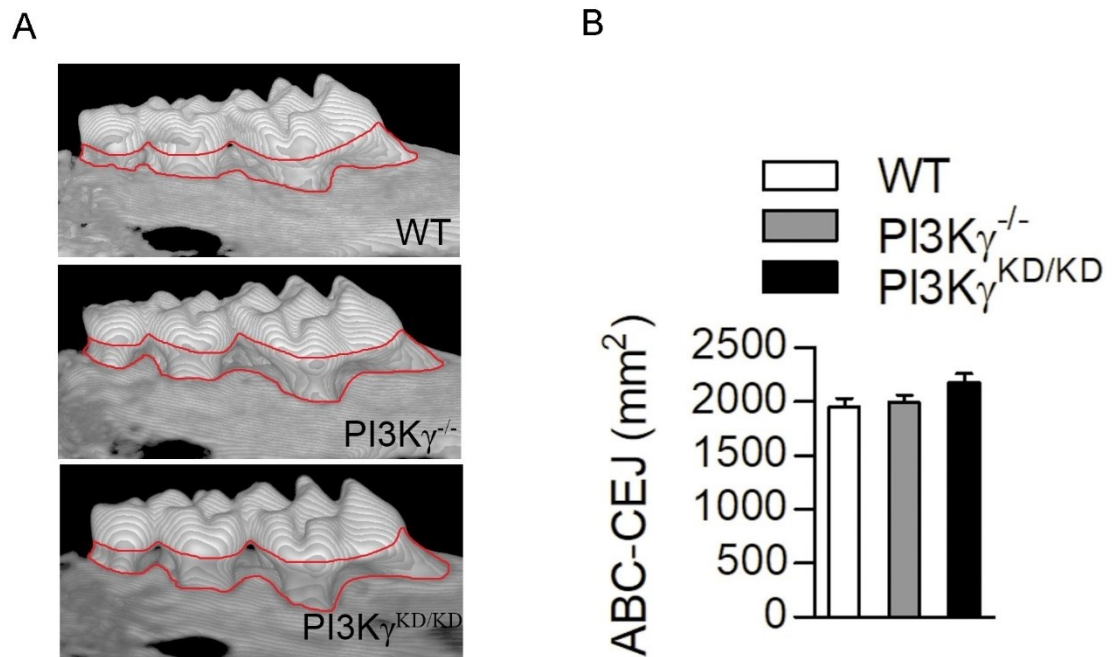 A
B
WT
PI3Kγ-/-
PI3KγKD/KD
WT
PI3Kγ-/-
PI3KγKD/KD
ABC-CEJ (mm2)
2500
2000
1500
1000
500
0